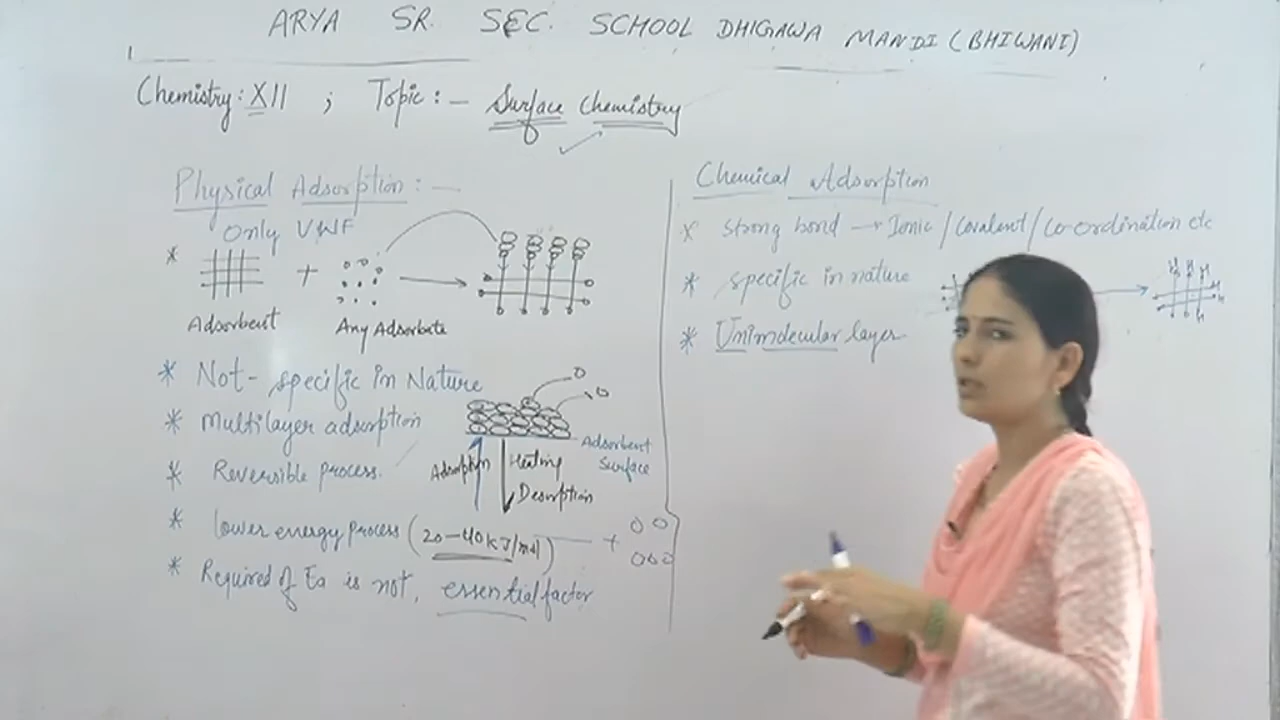 ARYA SR. SEC. SCHOOL DHIGAWA MANDI (BHIWANI)
Chemistry: XII ; Topic: - Surface Chemistry
Physical Adsorption : -
Only VWF
*
+
Adsorbent
Any Adsorbate
* Not - specific in Nature
* Multilayer adsorption
* Reversible process.
* lower energy process (20-40 kJ/mol)
* Required of Ea is not, essential factor
Adsorbent
Surface
Adsorption
Heating
Desorption
+
Chemical Adsorption
* strong bond → Ionic / Covalent / Co-ordination etc
* specific in nature
* Unimolecular layer